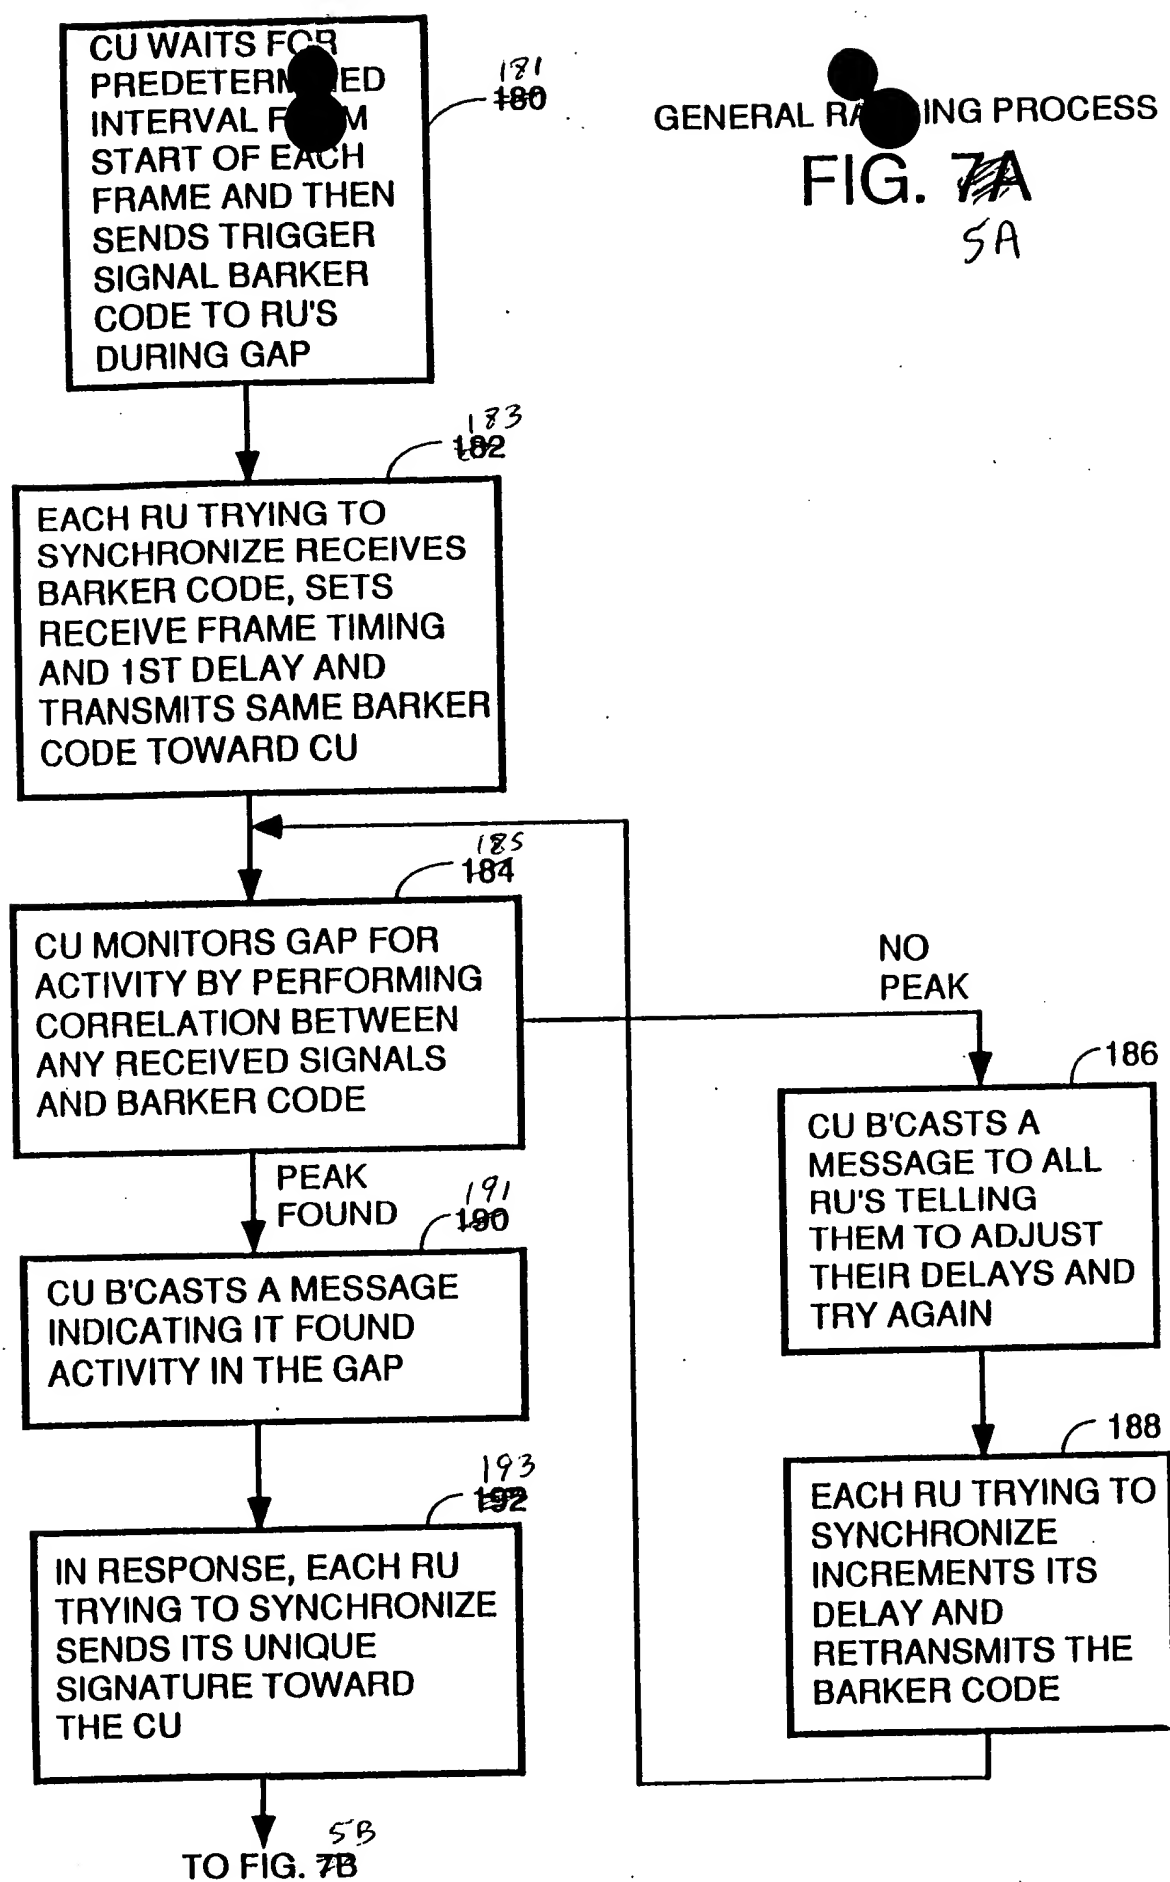 CU WAITS FOR
PREDETERMINED
INTERVAL FROM
START OF EACH
FRAME AND THEN
SENDS TRIGGER
SIGNAL BARKER
CODE TO RU'S
DURING GAP
181
180
GENERAL RANGING PROCESS
FIG. 7A
5A
183
182
EACH RU TRYING TO
SYNCHRONIZE RECEIVES
BARKER CODE, SETS
RECEIVE FRAME TIMING
AND 1ST DELAY AND
TRANSMITS SAME BARKER
CODE TOWARD CU
185
184
CU MONITORS GAP FOR
ACTIVITY BY PERFORMING
CORRELATION BETWEEN
ANY RECEIVED SIGNALS
AND BARKER CODE
NO
PEAK
186
CU B'CASTS A
MESSAGE TO ALL
RU'S TELLING
THEM TO ADJUST
THEIR DELAYS AND
TRY AGAIN
PEAK
FOUND
191
190
CU B'CASTS A MESSAGE
INDICATING IT FOUND
ACTIVITY IN THE GAP
188
EACH RU TRYING TO
SYNCHRONIZE
INCREMENTS ITS
DELAY AND
RETRANSMITS THE
BARKER CODE
193
192
IN RESPONSE, EACH RU
TRYING TO SYNCHRONIZE
SENDS ITS UNIQUE
SIGNATURE TOWARD
THE CU
5B
TO FIG. 7B